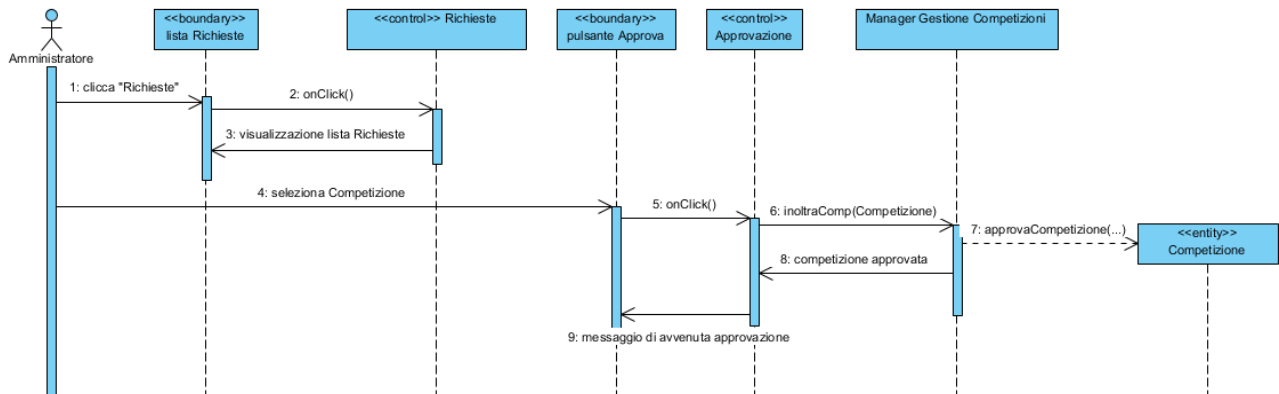 <<boundary>>
lista Richieste
<<control>> Richieste
<<boundary>>
pulsante Approva
<<control>>
Approvazione
Manager Gestione Competizioni
Amministratore
1: clicca "Richieste"
2: onClick()
3: visualizzazione lista Richieste
4: seleziona Competizione
5: onClick()
6: inoltraComp(Competizione)
7: approvaCompetizione(...)
<<entity>>
Competizione
8: competizione approvata
9: messaggio di avvenuta approvazione